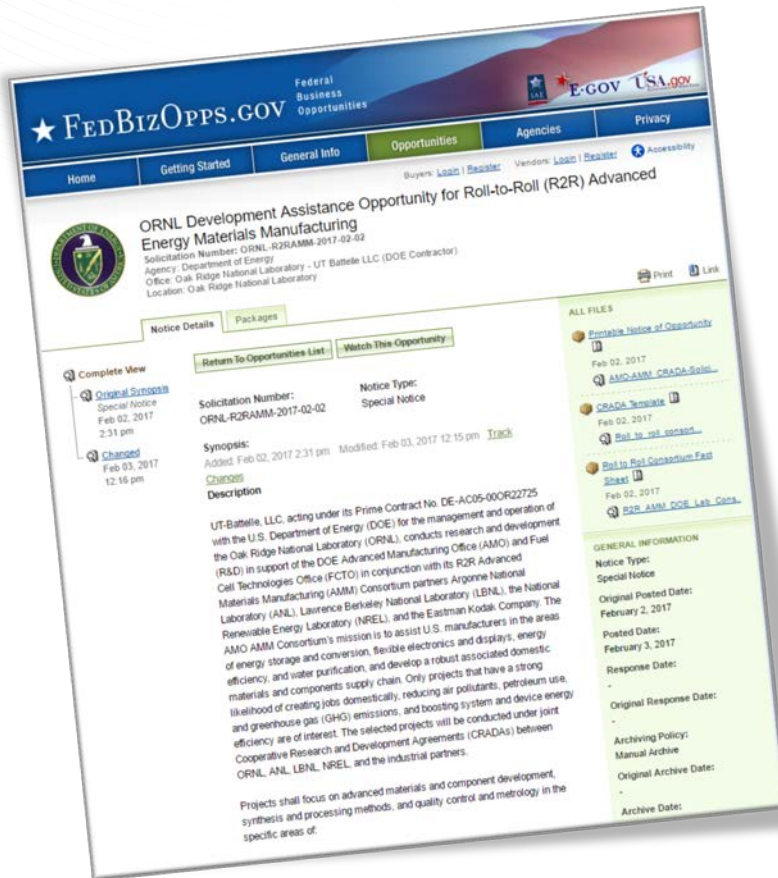 ★ FEDBIZOPPS.GOV
Federal
Business
Opportunities
IAE
E-GOV
USA.gov
Home
Getting Started
General Info
Opportunities
Agencies
Privacy
Buyers: Login | Register
Vendors: Login | Register
Accessibility
ORNL Development Assistance Opportunity for Roll-to-Roll (R2R) Advanced
Energy Materials Manufacturing
Solicitation Number: ORNL-R2RAMM-2017-02-02
Agency: Department of Energy
Office: Oak Ridge National Laboratory - UT Battelle LLC (DOE Contractor)
Location: Oak Ridge National Laboratory
Print
Link
Notice Details
Packages
Complete View
Original Synopsis
Special Notice
Feb 02, 2017
2:31 pm
Changed
Feb 03, 2017
12:16 pm
Return To Opportunities List
Watch This Opportunity
Solicitation Number:
ORNL-R2RAMM-2017-02-02
Notice Type:
Special Notice
Synopsis:
Added: Feb 02, 2017 2:31 pm Modified: Feb 03, 2017 12:15 pm Track
Changes
Description
UT-Battelle, LLC, acting under its Prime Contract No. DE-AC05-00OR22725
with the U.S. Department of Energy (DOE) for the management and operation of
the Oak Ridge National Laboratory (ORNL), conducts research and development
(R&D) in support of the DOE Advanced Manufacturing Office (AMO) and Fuel
Cell Technologies Office (FCTO) in conjunction with its R2R Advanced
Materials Manufacturing (AMM) Consortium partners Argonne National
Laboratory (ANL), Lawrence Berkeley National Laboratory (LBNL), the National
Renewable Energy Laboratory (NREL), and the Eastman Kodak Company. The
AMO AMM Consortium's mission is to assist U.S. manufacturers in the areas
of energy storage and conversion, flexible electronics and displays, energy
efficiency, and water purification, and develop a robust associated domestic
materials and components supply chain. Only projects that have a strong
likelihood of creating jobs domestically, reducing air pollutants, petroleum use,
and greenhouse gas (GHG) emissions, and boosting system and device energy
efficiency are of interest. The selected projects will be conducted under joint
Cooperative Research and Development Agreements (CRADAs) between
ORNL, ANL, LBNL, NREL, and the industrial partners.
Projects shall focus on advanced materials and component development,
synthesis and processing methods, and quality control and metrology in the
specific areas of:
ALL FILES
Printable Notice of Opportunity
Feb 02, 2017
AMO-AMM_CRADA-Solici...
CRADA Template
Feb 02, 2017
Roll_to_roll_consort...
Roll to Roll Consortium Fact
Sheet
Feb 02, 2017
R2R_AMM_DOE_Lab_Cons...
GENERAL INFORMATION
Notice Type:
Special Notice
Original Posted Date:
February 2, 2017
Posted Date:
February 3, 2017
Response Date:
-
Original Response Date:
-
Archiving Policy:
Manual Archive
Original Archive Date:
-
Archive Date: